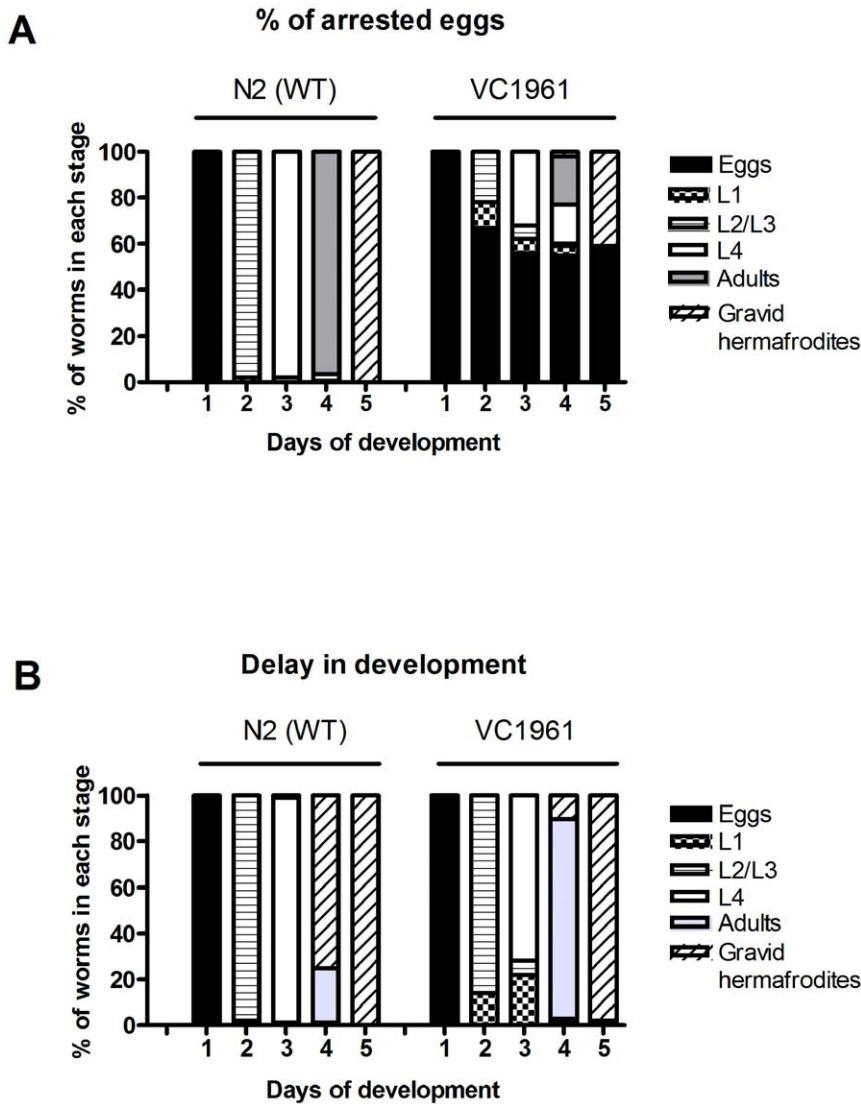 A
% of arrested eggs
N2 (WT)
VC1961
% of worms in each stage
100
80
60
40
20
0
1 2 3 4 5 1 2 3 4 5
Days of development
Eggs
L1
L2/L3
L4
Adults
Gravid
hermafrodites
B
Delay in development
N2 (WT)
VC1961
% of worms in each stage
100
80
60
40
20
0
1 2 3 4 5 1 2 3 4 5
Days of development
Eggs
L1
L2/L3
L4
Adults
Gravid
hermafrodites